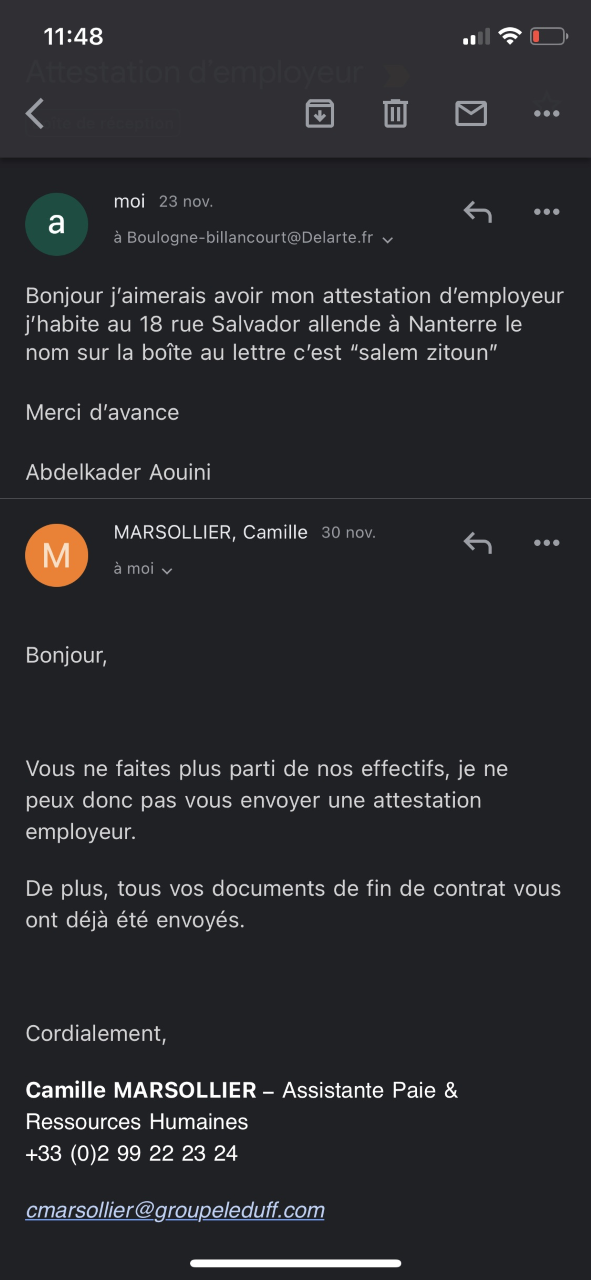 11:48
Attestation d'employeur
a
moi 23 nov.
à Boulogne-billancourt@Delarte.fr
Bonjour j’aimerais avoir mon attestation d’employeur
j’habite au 18 rue Salvador allende à Nanterre le
nom sur la boîte au lettre c’est “salem zitoun”
Merci d’avance
Abdelkader Aouini
M
MARSOLLIER, Camille 30 nov.
à moi
Bonjour,
Vous ne faites plus parti de nos effectifs, je ne
peux donc pas vous envoyer une attestation
employeur.
De plus, tous vos documents de fin de contrat vous
ont déjà été envoyés.
Cordialement,
Camille MARSOLLIER – Assistante Paie &
Ressources Humaines
+33 (0)2 99 22 23 24
cmarsollier@groupeleduff.com